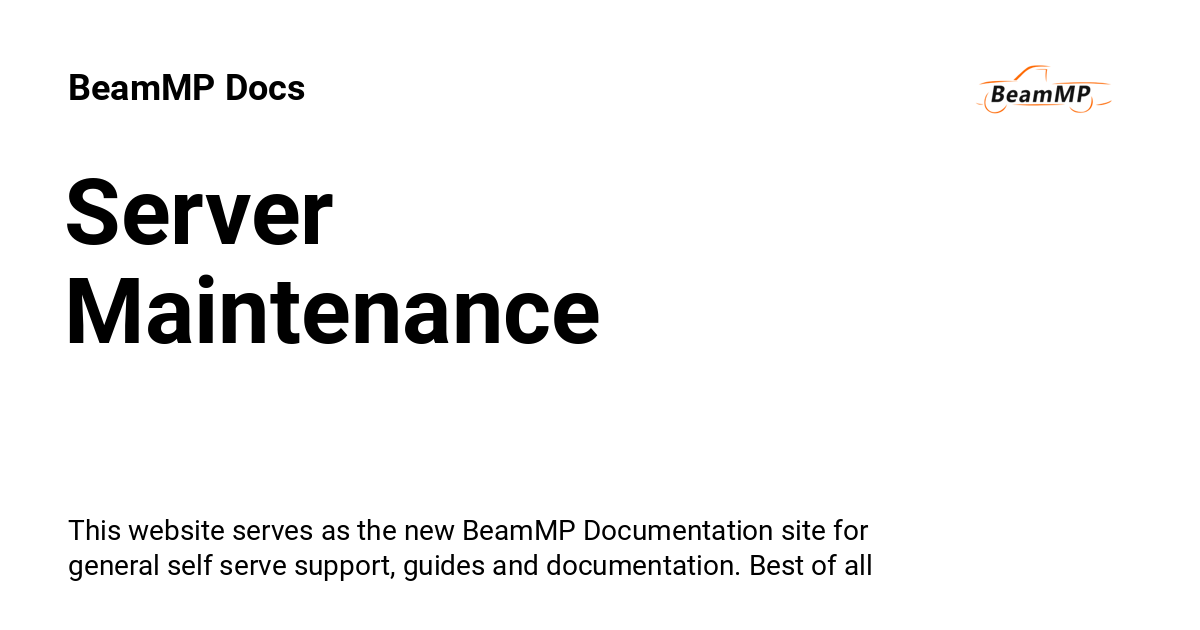 BeamMP Docs
BeamMP
Server
Maintenance
This website serves as the new BeamMP Documentation site for
general self serve support, guides and documentation. Best of all